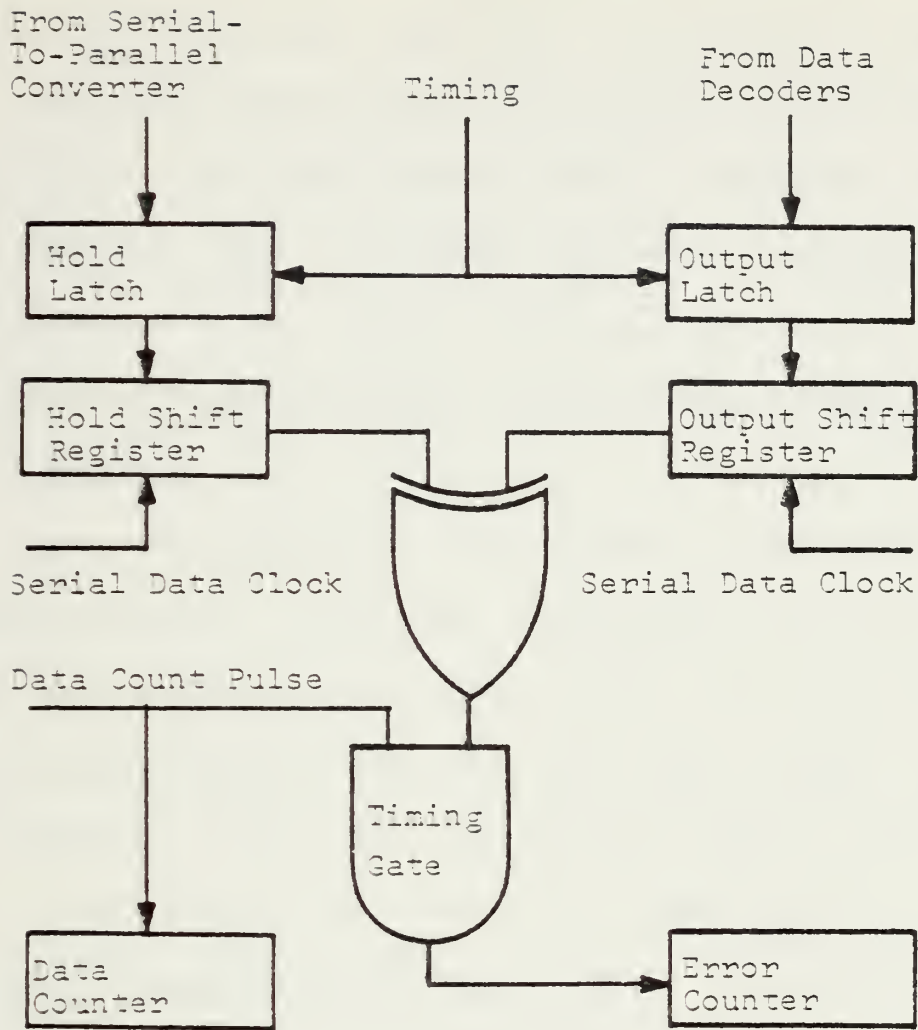 From Serial-
To-Parallel
Converter
Timing
From Data
Decoders
Hold
Latch
Output
Latch
Hold Shift
Register
Output Shift
Register
Serial Data Clock
Serial Data Clock
Data Count Pulse
Timing
Gate
Data
Counter
Error
Counter